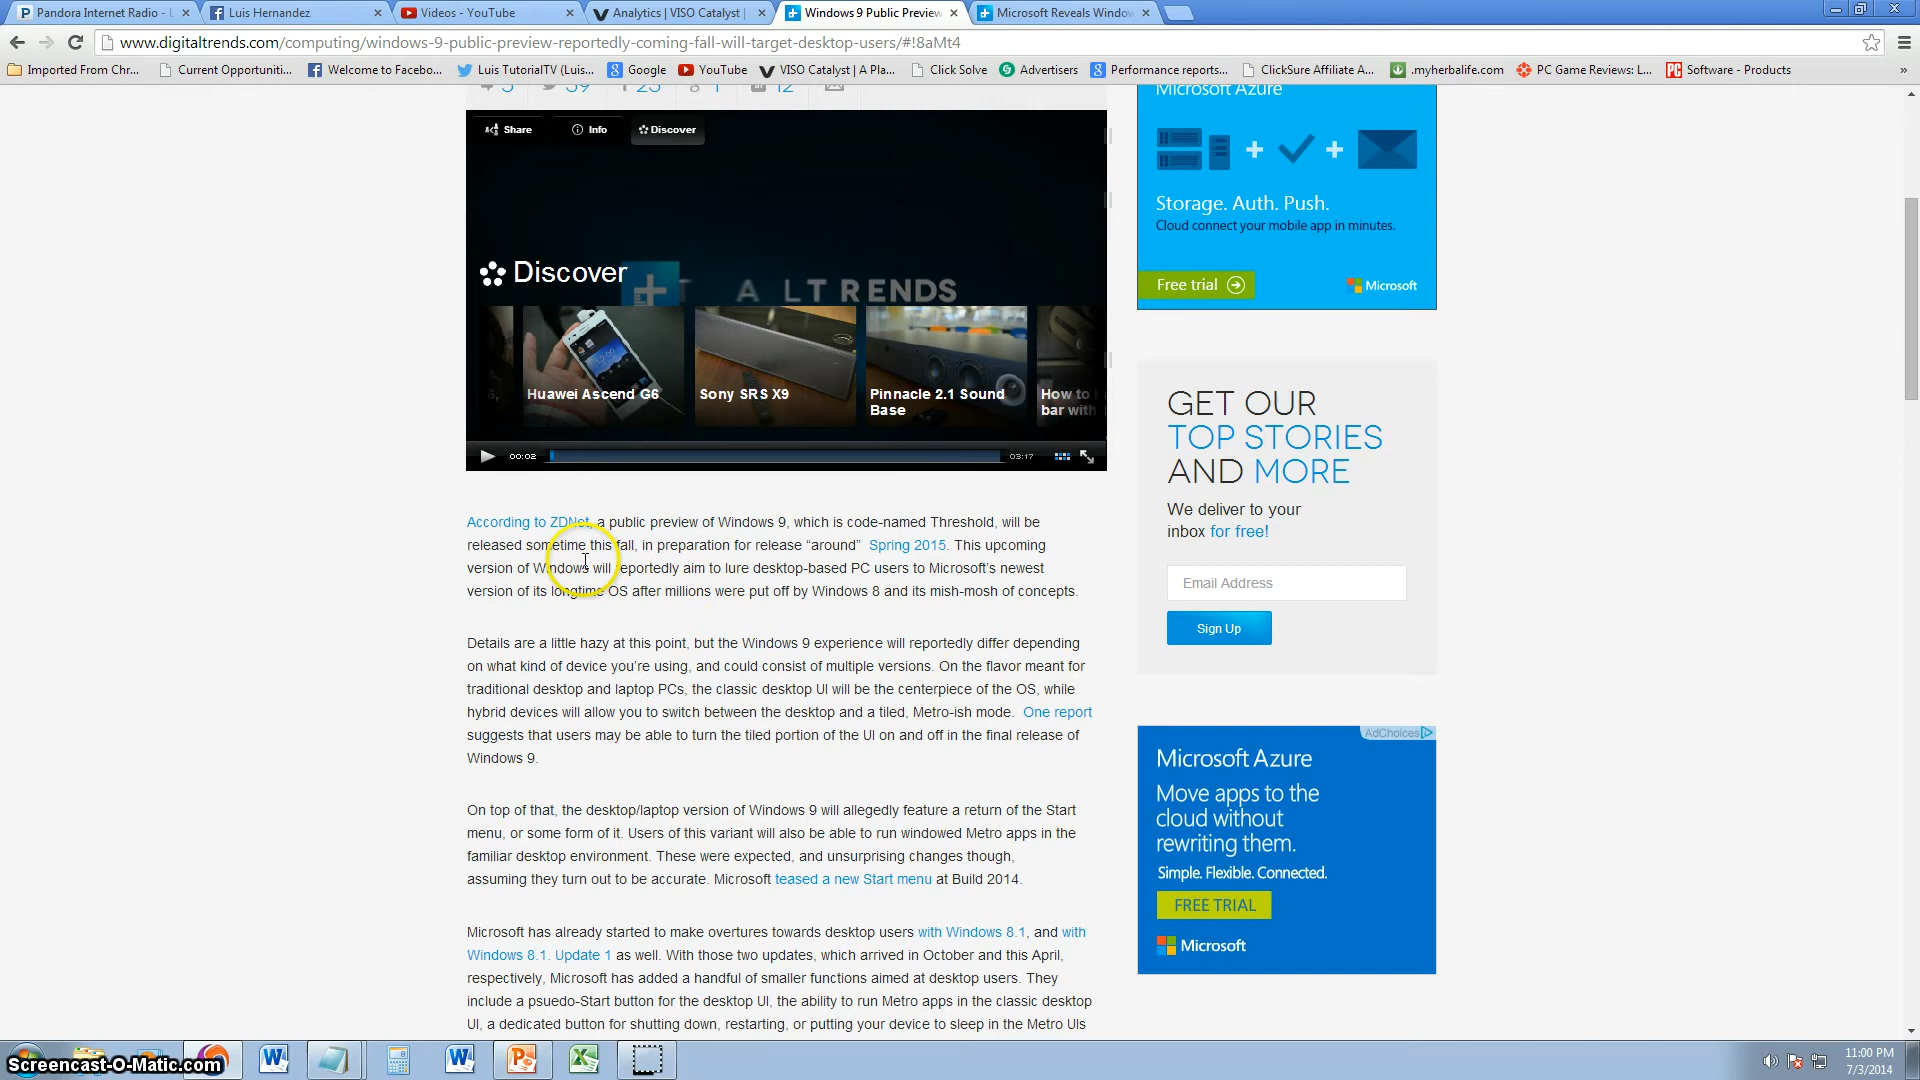 Pandora Internet Radio - L
Luis Hernandez
Videos - YouTube
Analytics | VISO Catalyst |
Windows 9 Public Preview
Microsoft Reveals Window
www.digitaltrends.com/computing/windows-9-public-preview-reportedly-coming-fall-will-target-desktop-users/#!8aMt4
Imported From Chr...
Current Opportuniti...
Welcome to Facebo...
Luis TutorialTV (Luis...
Google
YouTube
VISO Catalyst | A Pla...
Click Solve
Advertisers
Performance reports...
ClickSure Affiliate A...
.myherbalife.com
PC Game Reviews: L...
Software - Products
»
5 39 25 1 12
Share
Info
Discover
Discover
T A LT RENDS
6,
Huawei Ascend G6
Sony SRS X9
Pinnacle 2.1 Sound
Base
How to
bar with
00:02
03:17
According to ZDNet, a public preview of Windows 9, which is code-named Threshold, will be
released sometime this fall, in preparation for release “around” Spring 2015. This upcoming
version of Windows will reportedly aim to lure desktop-based PC users to Microsoft’s newest
version of its longtime OS after millions were put off by Windows 8 and its mish-mosh of concepts.
Details are a little hazy at this point, but the Windows 9 experience will reportedly differ depending
on what kind of device you’re using, and could consist of multiple versions. On the flavor meant for
traditional desktop and laptop PCs, the classic desktop UI will be the centerpiece of the OS, while
hybrid devices will allow you to switch between the desktop and a tiled, Metro-ish mode. One report
suggests that users may be able to turn the tiled portion of the UI on and off in the final release of
Windows 9.
On top of that, the desktop/laptop version of Windows 9 will allegedly feature a return of the Start
menu, or some form of it. Users of this variant will also be able to run windowed Metro apps in the
familiar desktop environment. These were expected, and unsurprising changes though,
assuming they turn out to be accurate. Microsoft teased a new Start menu at Build 2014.
Microsoft has already started to make overtures towards desktop users with Windows 8.1, and with
Windows 8.1. Update 1 as well. With those two updates, which arrived in October and this April,
respectively, Microsoft has added a handful of smaller functions aimed at desktop users. They
include a psuedo-Start button for the desktop UI, the ability to run Metro apps in the classic desktop
UI, a dedicated button for shutting down, restarting, or putting your device to sleep in the Metro UIs
Microsoft Azure
Storage. Auth. Push.
Cloud connect your mobile app in minutes.
Free trial
Microsoft
GET OUR
TOP STORIES
AND MORE
We deliver to your
inbox for free!
Email Address
Sign Up
AdChoices
Microsoft Azure
Move apps to the
cloud without
rewriting them.
Simple. Flexible. Connected.
FREE TRIAL
Microsoft
Screencast-O-Matic.com
11:00 PM
7/3/2014